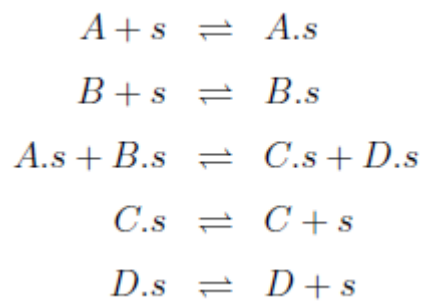 A + s ⇌ A.s
B + s ⇌ B.s
A.s + B.s ⇌ C.s + D.s
C.s ⇌ C + s
D.s ⇌ D + s